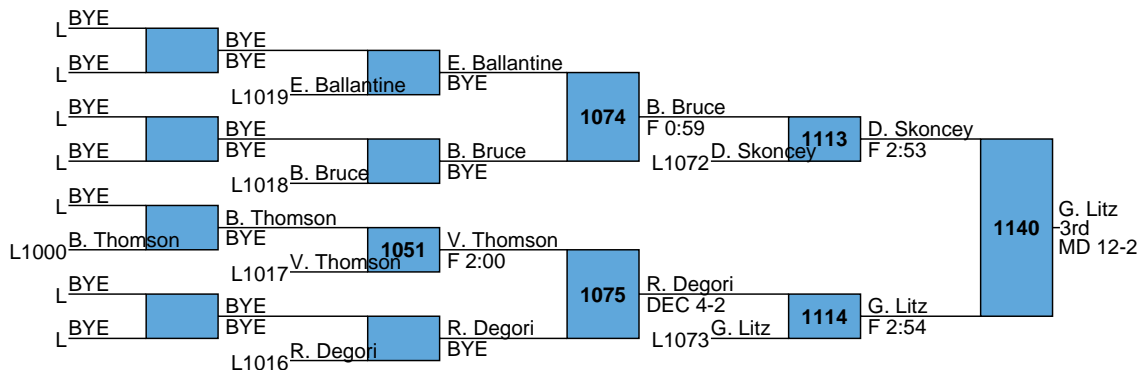 L BYE
BYE
L BYE
BYE
E. Ballantine
L1019 E. Ballantine
BYE
L BYE
1074
B. Bruce
F 0:59
BYE
1113
D. Skoncey
F 2:53
L BYE
BYE
B. Bruce
L1072 D. Skoncey
L1018 B. Bruce
BYE
L BYE
1140
G. Litz
3rd
MD 12-2
B. Thomson
L1000 B. Thomson
BYE
1051
V. Thomson
F 2:00
L1017 V. Thomson
L BYE
1075
R. Degori
DEC 4-2
BYE
1114
G. Litz
F 2:54
L BYE
BYE
R. Degori
L1073 G. Litz
L1016 R. Degori
BYE